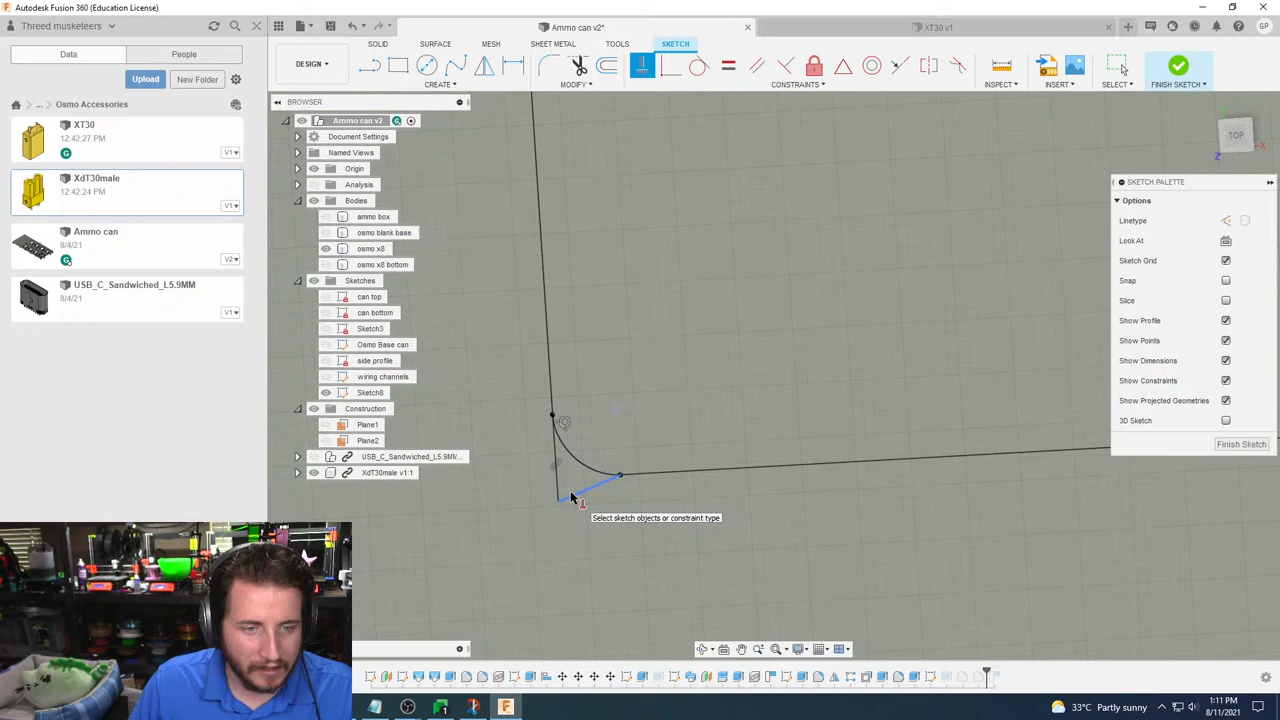 Autodesk Fusion 360 (Education License)
Threed musketeers
Ammo can v2*
XT30 v1
Data
People
DESIGN
SOLID
SURFACE
MESH
SHEET METAL
TOOLS
SKETCH
Upload
New Folder
CREATE
MODIFY
CONSTRAINTS
INSPECT
INSERT
SELECT
FINISH SKETCH
... Osmo Accessories
XT30
12:42:27 PM
V1
XdT30male
12:42:24 PM
V1
Ammo can
8/4/21
V2
USB_C_Sandwiched_L5.9MM
8/4/21
V1
BROWSER
Ammo can v2
Document Settings
Named Views
Origin
Analysis
Bodies
ammo box
osmo blank base
osmo x8
osmo x8 bottom
Sketches
can top
can bottom
Sketch3
Osmo Base can
side profile
wiring channels
Sketch8
Construction
Plane1
Plane2
USB_C_Sandwiched_L5.9MM...
XdT30male v1:1
Select sketch objects or constraint type
TOP
X
Z
GP
SKETCH PALETTE
Options
Linetype
Look At
Sketch Grid
Snap
Slice
Show Profile
Show Points
Show Dimensions
Show Constraints
Show Projected Geometries
3D Sketch
Finish Sketch
33°C Partly sunny
1:11 PM
8/11/2021